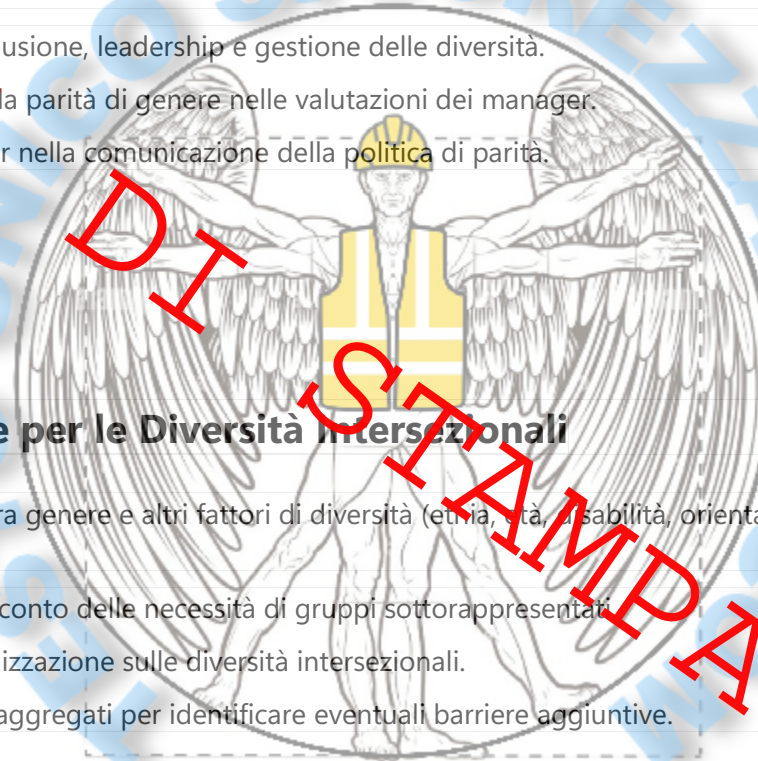 lusione, leadership e gestione delle diversità.
la parità di genere nelle valutazioni dei manager.
r nella comunicazione della politica di parità.
e per le Diversità Intersezionali
ra genere e altri fattori di diversità (etnia, età, disabilità, orienta
conto delle necessità di gruppi sottorappresentati.
izzazione sulle diversità intersezionali.
aggregati per identificare eventuali barriere aggiuntive.
DI STAMPA